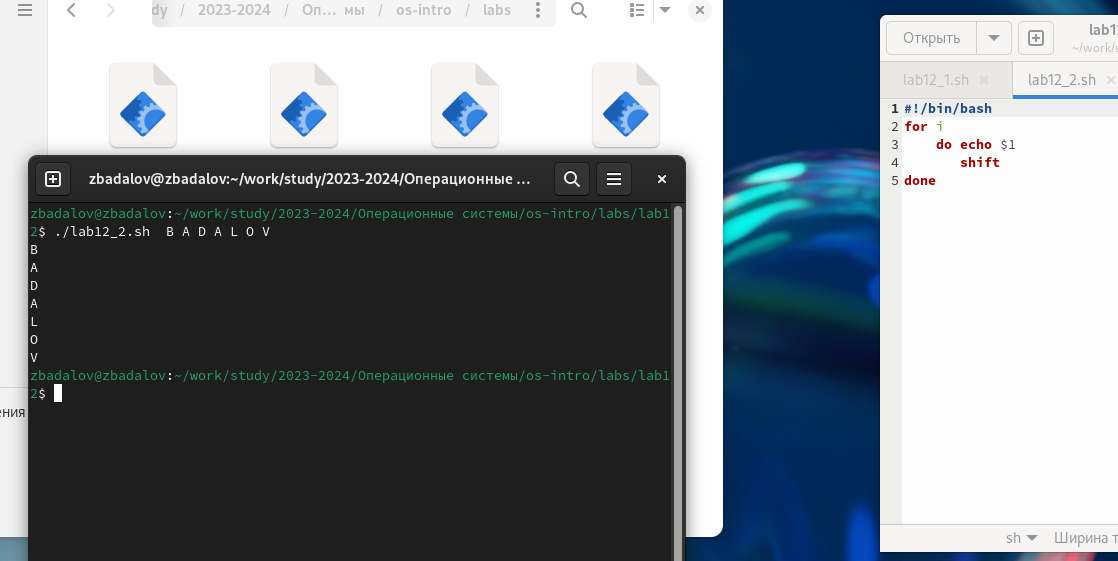 dy / 2023-2024 / Оп… мы / os-intro / labs
zbadalov@zbadalov:~/work/study/2023-2024/Операционные …
zbadalov@zbadalov:~/work/study/2023-2024/Операционные системы/os-intro/labs/lab1
2$ ./lab12_2.sh  B A D A L O V
B
A
D
A
L
O
V
zbadalov@zbadalov:~/work/study/2023-2024/Операционные системы/os-intro/labs/lab1
2$
ения
Открыть
lab12
~/work/s
lab12_1.sh
lab12_2.sh
1 #!/bin/bash
2 for i
3     do echo $1
4        shift
5 done
sh
Ширина т